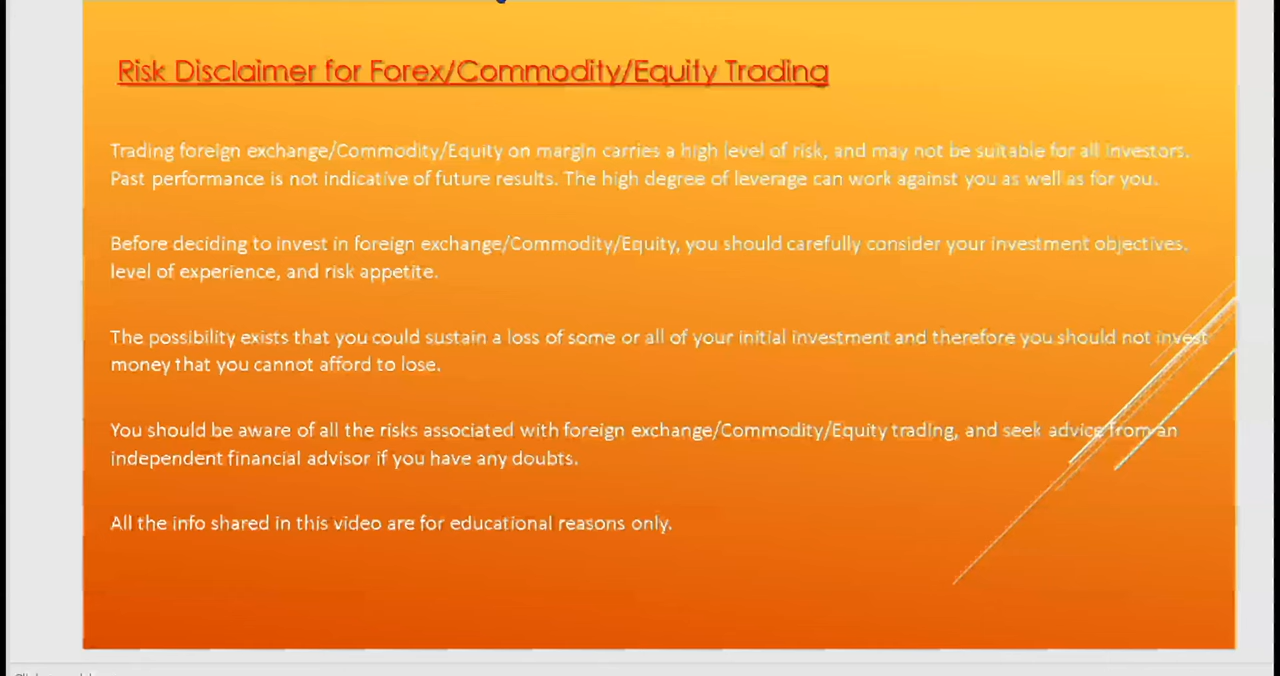 Risk Disclaimer for Forex/Commodity/Equity Trading
Trading foreign exchange/Commodity/Equity on margin carries a high level of risk, and may not be suitable for all investors.
Past performance is not indicative of future results. The high degree of leverage can work against you as well as for you.
Before deciding to invest in foreign exchange/Commodity/Equity, you should carefully consider your investment objectives,
level of experience, and risk appetite.
The possibility exists that you could sustain a loss of some or all of your initial investment and therefore you should not invest
money that you cannot afford to lose.
You should be aware of all the risks associated with foreign exchange/Commodity/Equity trading, and seek advice from an
independent financial advisor if you have any doubts.
All the info shared in this video are for educational reasons only.